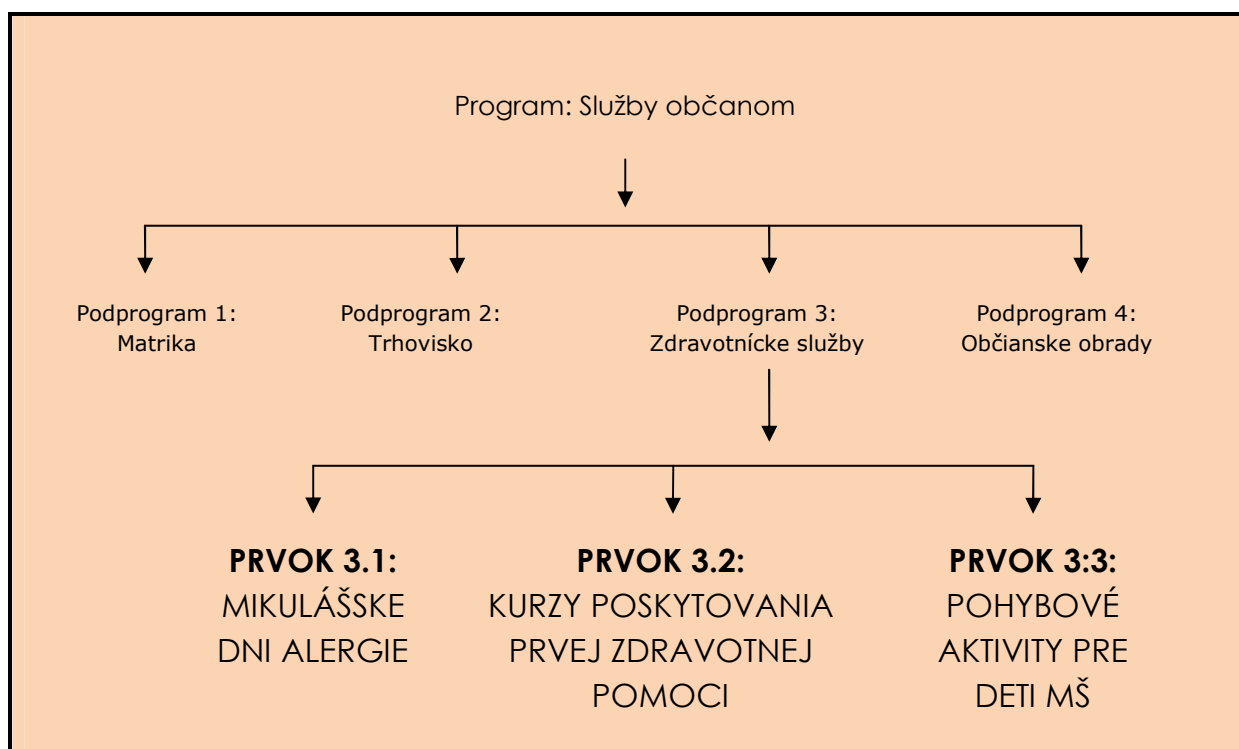 Program: Služby občanom
Podprogram 1:
Matrika
Podprogram 2:
Trhovisko
Podprogram 3:
Zdravotnícke služby
Podprogram 4:
Občianske obrady
PRVOK 3.1:
MIKULÁŠSKE
DNI ALERGIE
PRVOK 3.2:
KURZY POSKYTOVANIA
PRVEJ ZDRAVOTNEJ
POMOCI
PRVOK 3:3:
POHYBOVÉ
AKTIVITY PRE
DETI MŠ